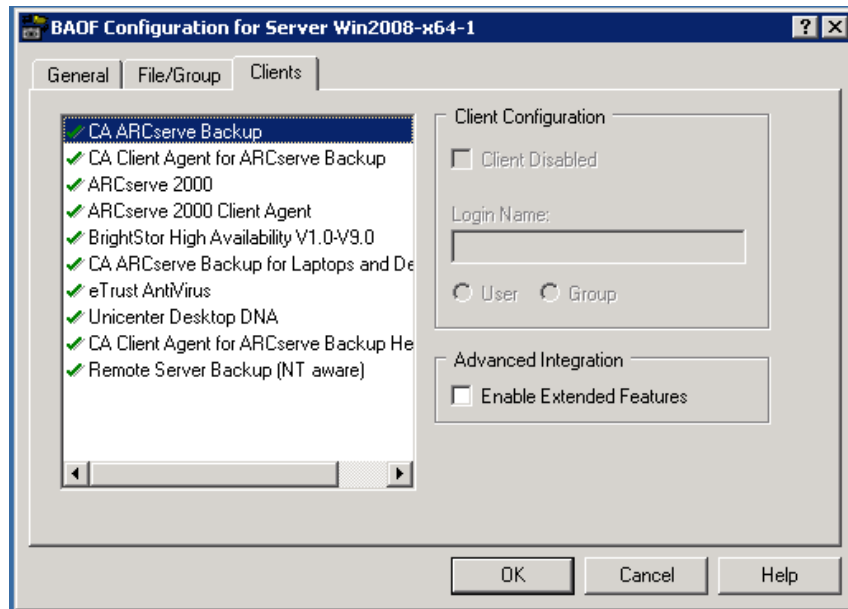 BAOF Configuration for Server Win2008-x64-1
General
File/Group
Clients
CA ARCserve Backup
CA Client Agent for ARCserve Backup
ARCserve 2000
ARCserve 2000 Client Agent
BrightStor High Availability V1.0-V9.0
CA ARCserve Backup for Laptops and De
eTrust AntiVirus
Unicenter Desktop DNA
CA Client Agent for ARCserve Backup He
Remote Server Backup (NT aware)
Client Configuration
Client Disabled
Login Name:
User
Group
Advanced Integration
Enable Extended Features
OK
Cancel
Help